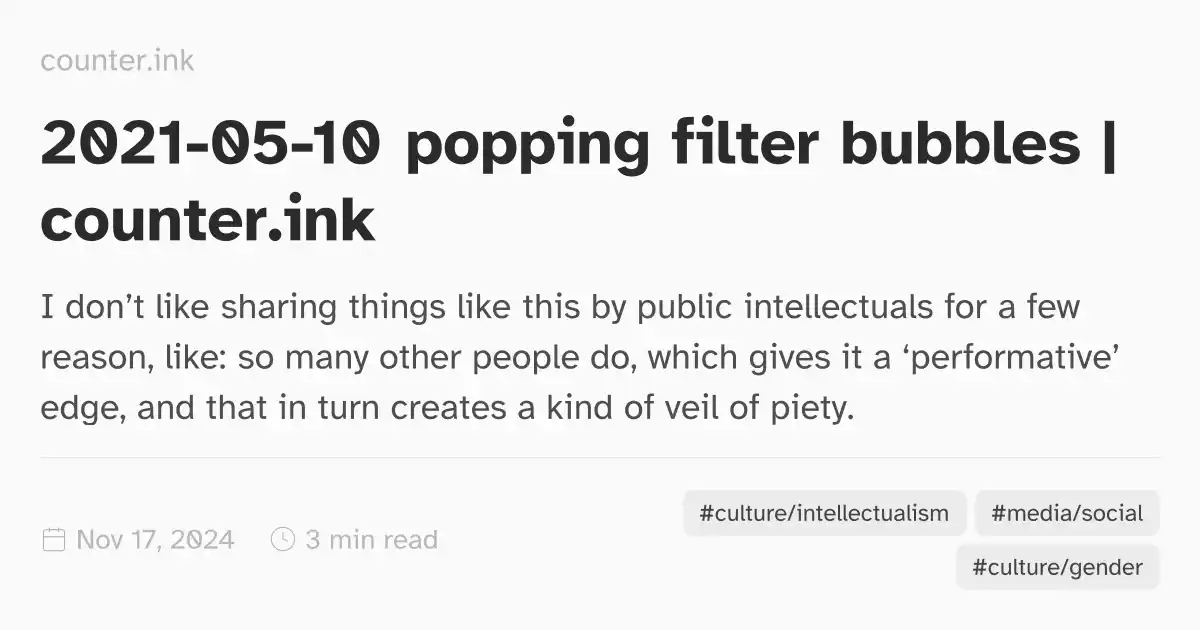 counter.ink
2021-05-10 popping filter bubbles |
counter.ink
I don’t like sharing things like this by public intellectuals for a few
reason, like: so many other people do, which gives it a ‘performative’
edge, and that in turn creates a kind of veil of piety.
Nov 17, 2024 3 min read
#culture/intellectualism #media/social
#culture/gender